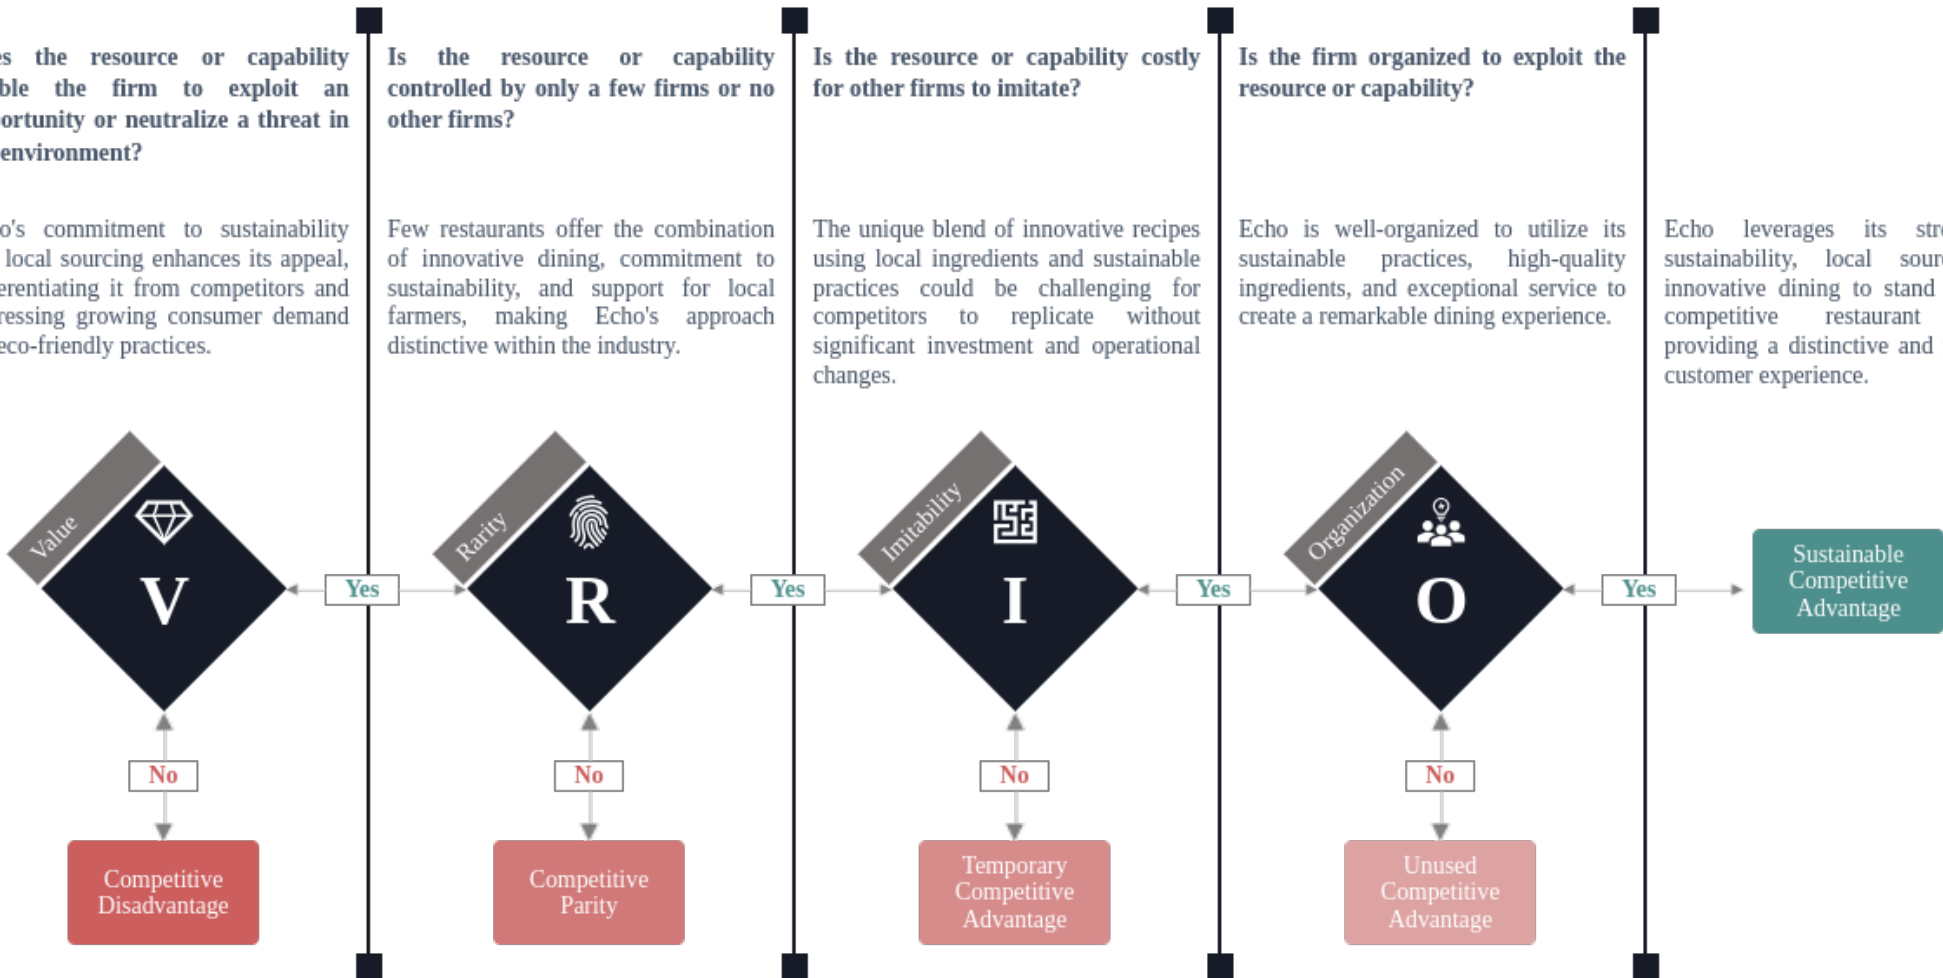 es the resource or capability
ble the firm to exploit an
ortunity or neutralize a threat in
environment?
o's commitment to sustainability
local sourcing enhances its appeal,
erentiating it from competitors and
ressing growing consumer demand
eco-friendly practices.
Value
V
Yes
No
Competitive
Disadvantage
Is the resource or capability
controlled by only a few firms or no
other firms?
Few restaurants offer the combination
of innovative dining, commitment to
sustainability, and support for local
farmers, making Echo's approach
distinctive within the industry.
Rarity
R
Yes
No
Competitive
Parity
Is the resource or capability costly
for other firms to imitate?
The unique blend of innovative recipes
using local ingredients and sustainable
practices could be challenging for
competitors to replicate without
significant investment and operational
changes.
Imitability
I
Yes
No
Temporary
Competitive
Advantage
Is the firm organized to exploit the
resource or capability?
Echo is well-organized to utilize its
sustainable practices, high-quality
ingredients, and exceptional service to
create a remarkable dining experience.
Organization
O
Yes
No
Unused
Competitive
Advantage
Echo leverages its stre
sustainability, local sour
innovative dining to stand
competitive restaurant
providing a distinctive and
customer experience.
Sustainable
Competitive
Advantage